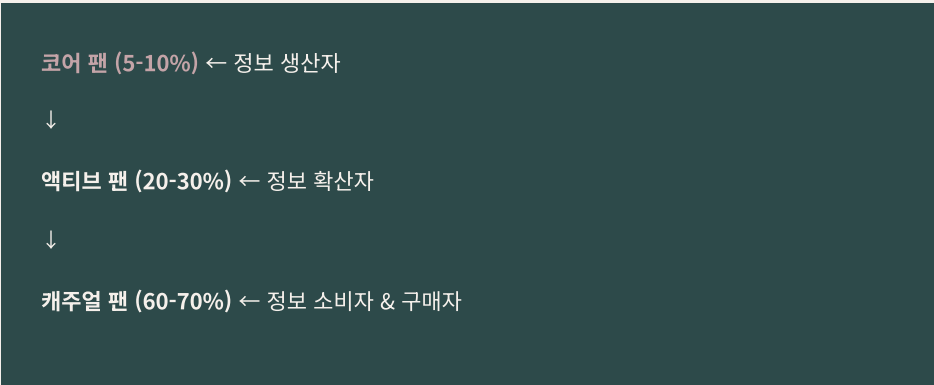 코어 팬 (5-10%) ← 정보 생산자
↓
액티브 팬 (20-30%) ← 정보 확산자
↓
캐주얼 팬 (60-70%) ← 정보 소비자 & 구매자